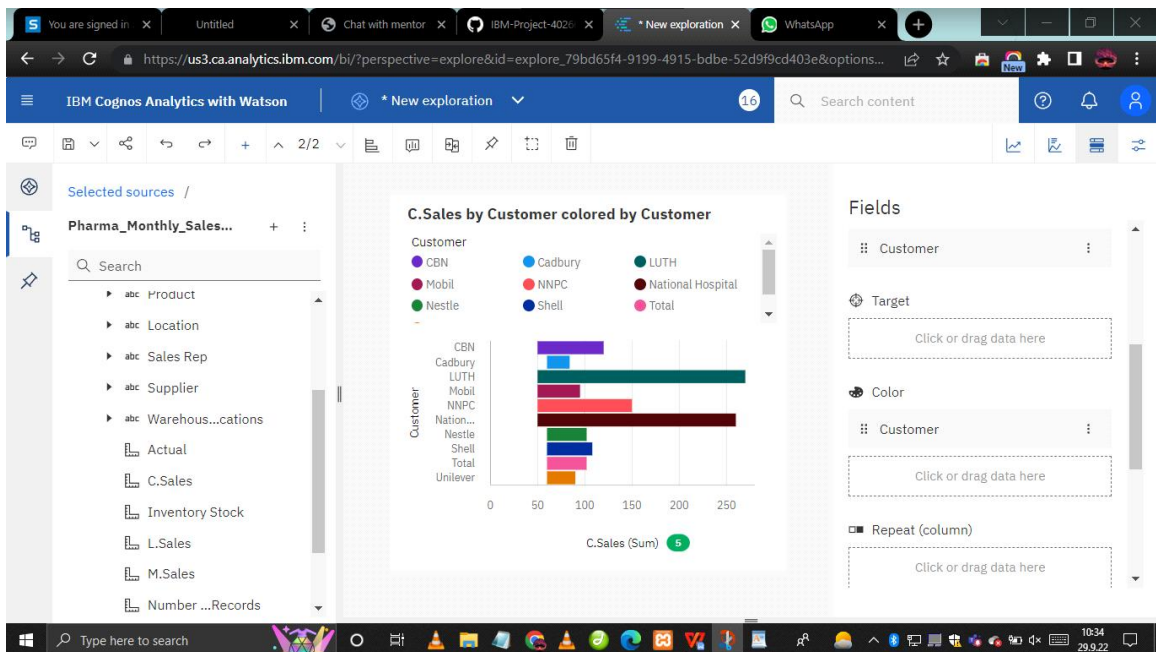 You are signed in
Untitled
Chat with mentor
IBM-Project-4026
* New exploration
WhatsApp
https://us3.ca.analytics.ibm.com/bi/?perspective=explore&id=explore_79bd65f4-9199-4915-bdbe-52d9f9cd403e&options...
New
IBM Cognos Analytics with Watson
* New exploration
16
Search content
2/2
Selected sources /
Pharma_Monthly_Sales...
Search
abc Product
abc Location
abc Sales Rep
abc Supplier
abc Warehous...cations
Actual
C.Sales
Inventory Stock
L.Sales
M.Sales
Number ...Records
C.Sales by Customer colored by Customer
Customer
CBN Cadbury LUTH
Mobil NNPC National Hospital
Nestle Shell Total
Customer
CBN
Cadbury
LUTH
Mobil
NNPC
Nation...
Nestle
Shell
Total
Unilever
0 50 100 150 200 250
C.Sales (Sum) 5
Fields
Customer
Target
Click or drag data here
Color
Customer
Click or drag data here
Repeat (column)
Click or drag data here
Type here to search
10:34
29.9.22